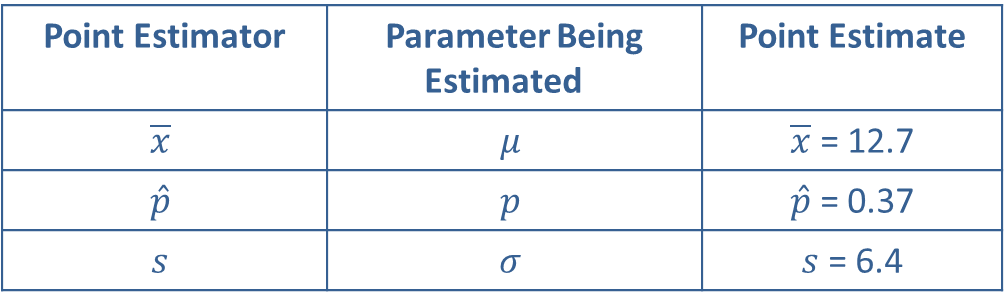 Point Estimator
Parameter Being
Estimated
Point Estimate
x̅
μ
x̅ = 12.7
p̂
p
p̂ = 0.37
s
σ
s = 6.4